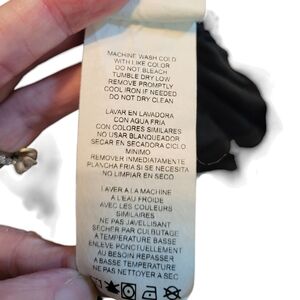 MACHINE WASH COLD
WITH LIKE COLOR
DO NOT BLEACH
TUMBLE DRY LOW
REMOVE PROMPTLY
COOL IRON IF NEEDED
DO NOT DRY CLEAN
LAVAR EN LAVADORA
CON AGUA FRIA
CON COLORES SIMILARES
NO USAR BLANQUEADOR
SECAR EN SECADORA CICLO
MINIMO
REMOVER INMEDIATAMENTE
PLANCHA FRIA SI SE NECESITA
NO LIMPIAR EN SECO
LAVER A LA MACHINE
A L'EAU FROIDE
AVEC LES COULEURS
SIMILAIRES
NE PAS JAVELLISANT
SECHER PAR CULBUTAGE
A TEMPERATURE BASSE
ENLEVE PONCTUELLEMENT
AU BESOIN REPASSER
A BASSE TEMPERATURE
NE PAS NETTOYER A SEC